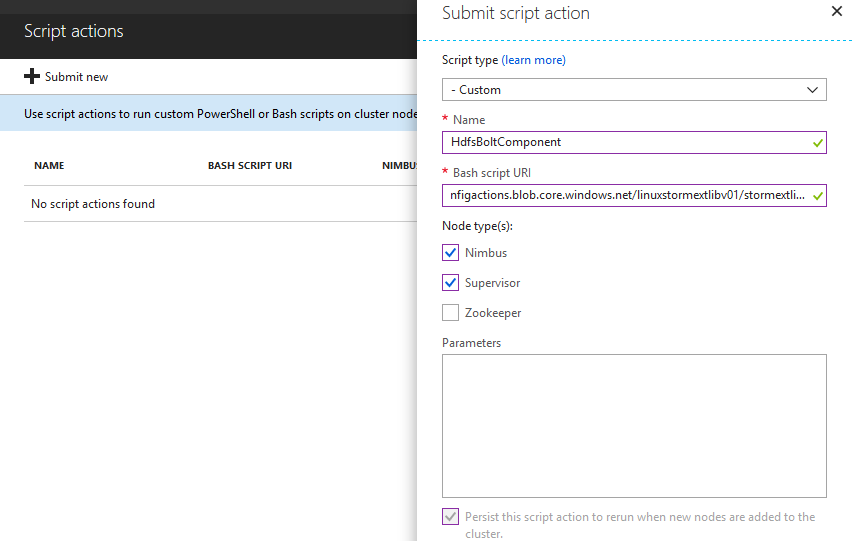 Script actions
Submit new
Use script actions to run custom PowerShell or Bash scripts on cluster node
NAME BASH SCRIPT URI NIMBU
No script actions found
Submit script action
Script type (learn more)
- Custom
* Name
HdfsBoltComponent
* Bash script URI
nfigactions.blob.core.windows.net/linuxstormextlibv01/stormextli...
Node type(s):
Nimbus
Supervisor
Zookeeper
Parameters
Persist this script action to rerun when new nodes are added to the
cluster.